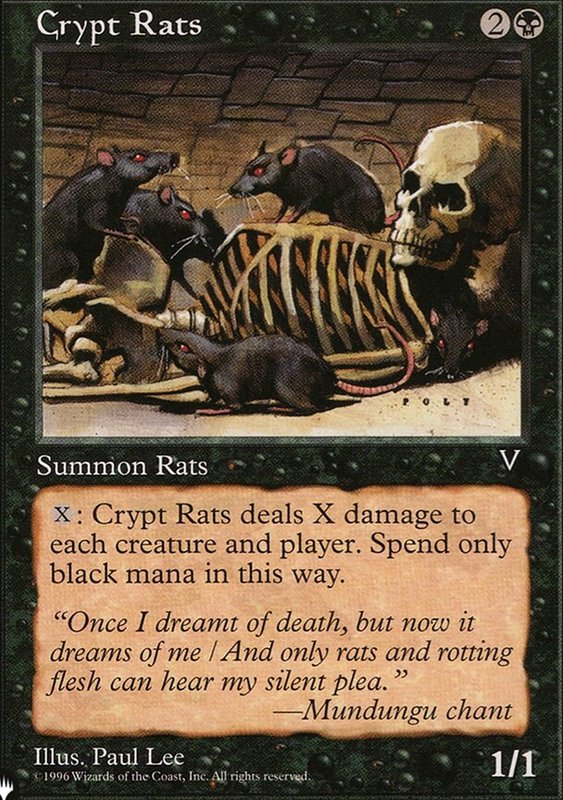 Crypt Rats 2
POLY
Summon Rats V
X: Crypt Rats deals X damage to
each creature and player. Spend only
black mana in this way.
“Once I dreamt of death, but now it
dreams of me / And only rats and rotting
flesh can hear my silent plea.”
—Mundungu chant
Illus. Paul Lee
©1996 Wizards of the Coast, Inc. All rights reserved.
1/1